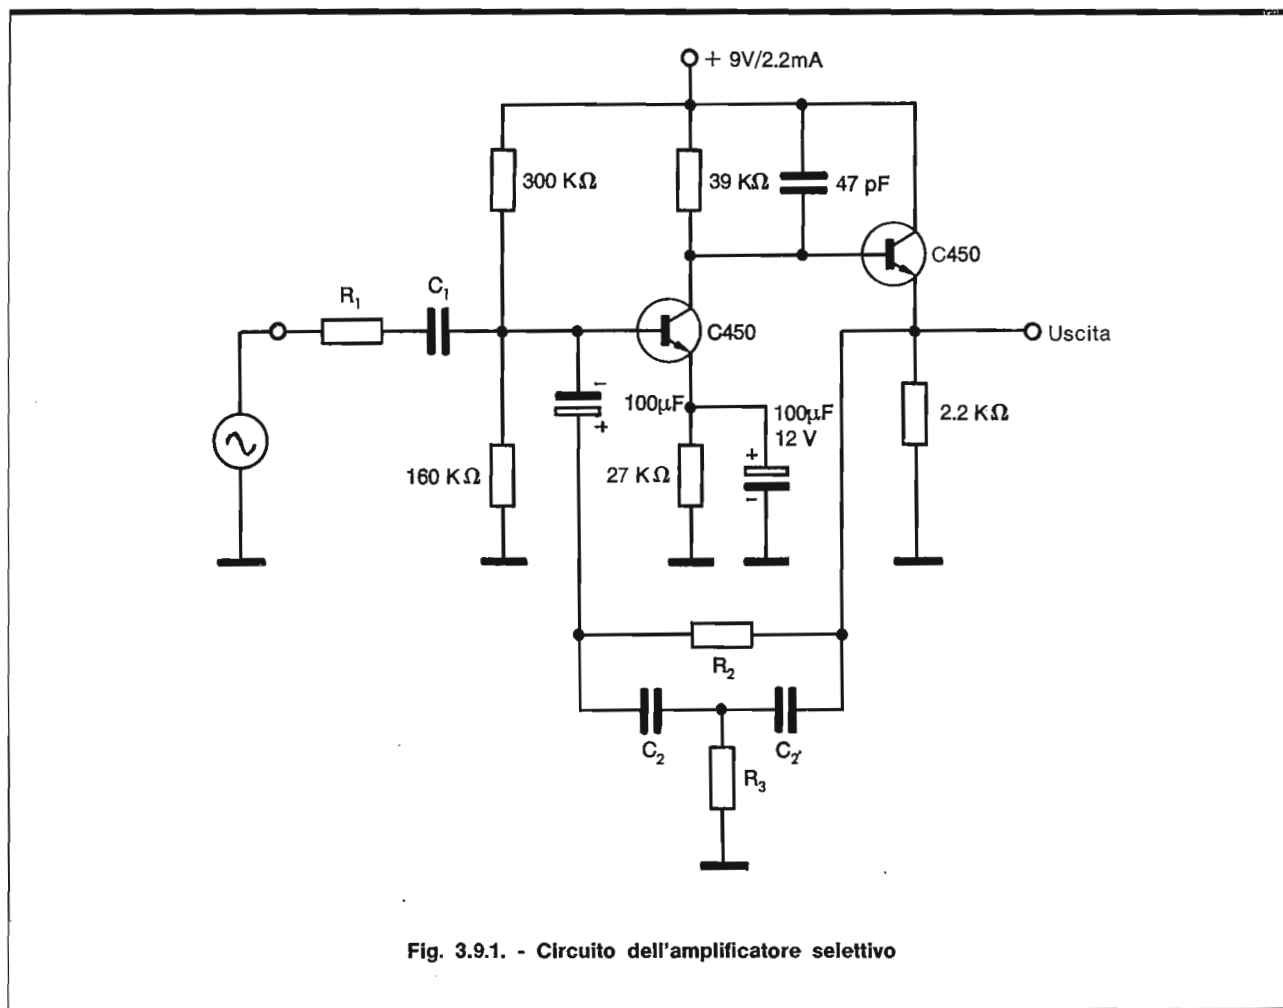 + 9V/2.2mA
300 KΩ
39 KΩ
47 pF
C450
R1
C1
C450
Uscita
−
100µF
+
100µF
12 V
+
−
2.2 KΩ
160 KΩ
27 KΩ
R2
C2
C2'
R3
Fig. 3.9.1. - Circuito dell'amplificatore selettivo